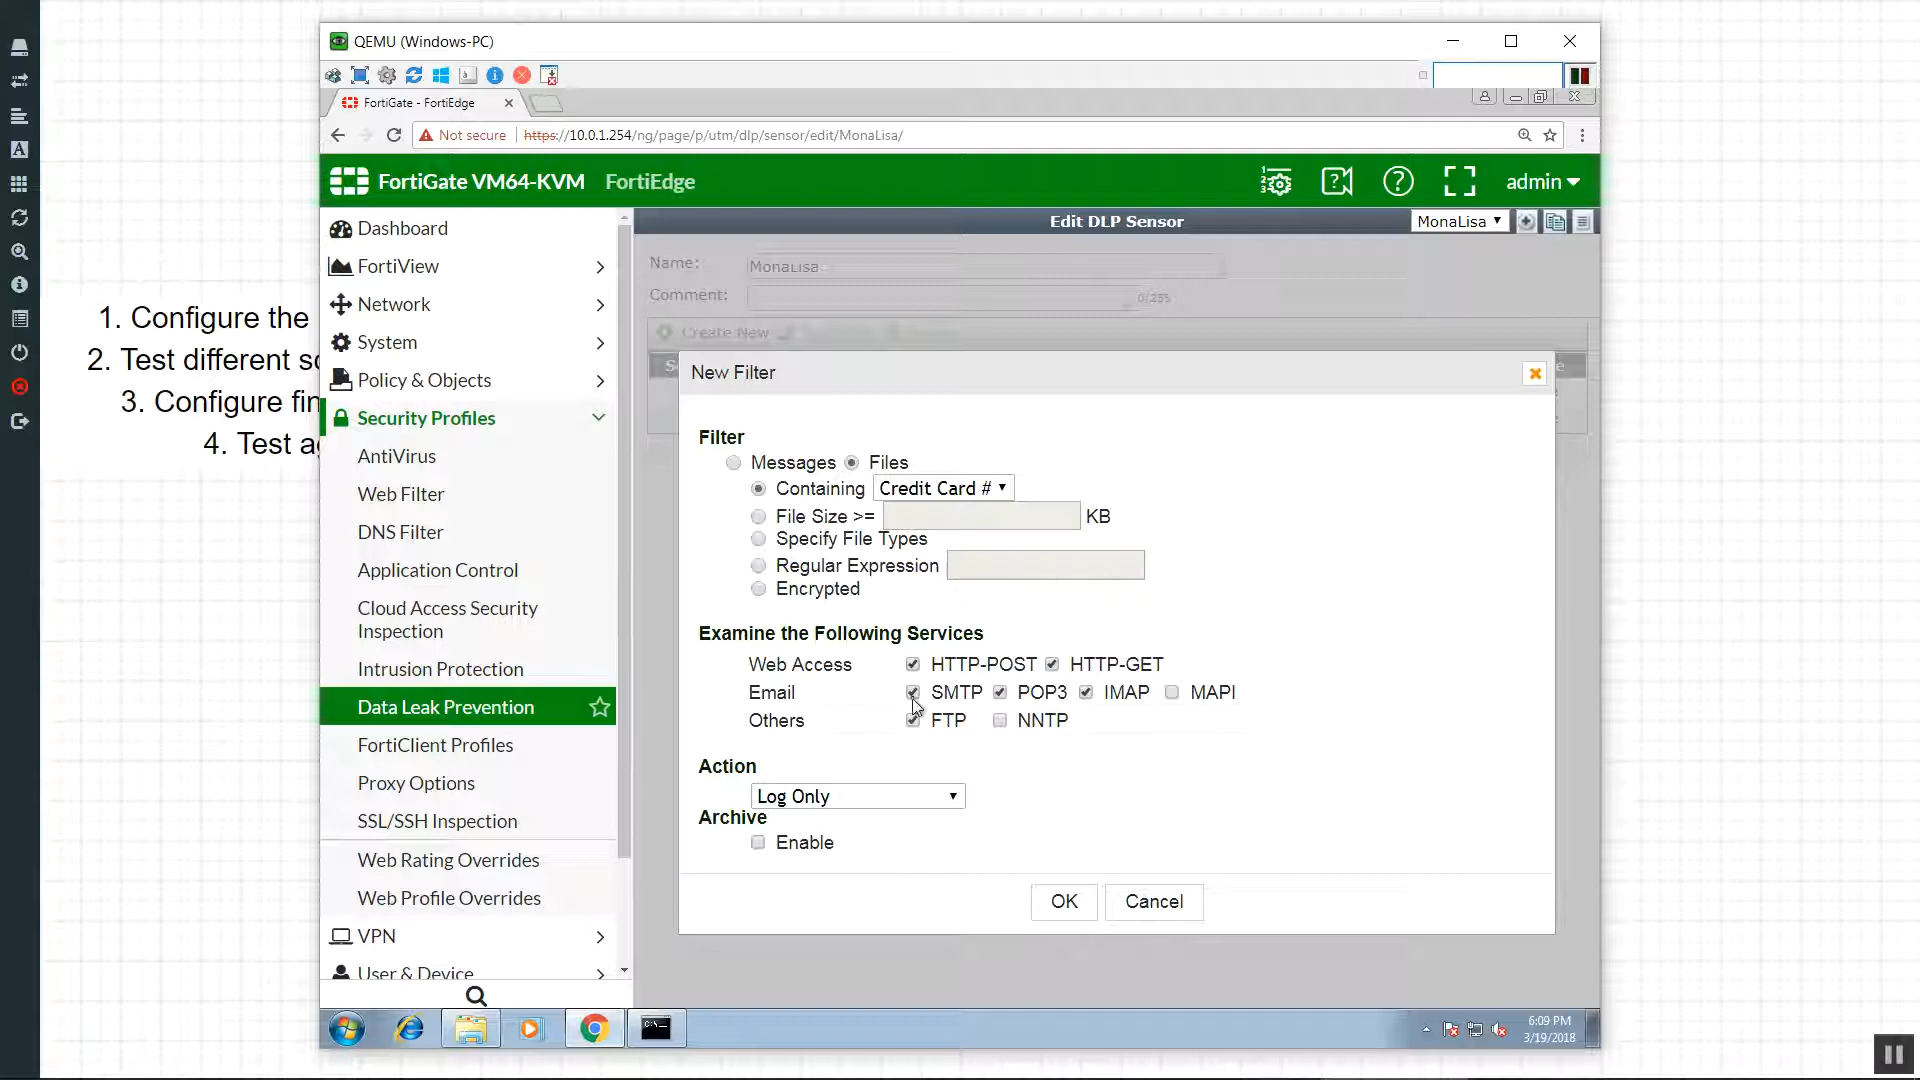 QEMU (Windows-PC)
FortiGate - FortiEdge
Not secure https://10.0.1.254/ng/page/p/utm/dlp/sensor/edit/MonaLisa/
FortiGate VM64-KVM FortiEdge admin
Edit DLP Sensor MonaLisa
Name: MonaLisa
Comment: 0/255
Create New
1. Configure the
2. Test different sc
3. Configure fin
4. Test ag
Dashboard
FortiView
Network
System
Policy & Objects
Security Profiles
AntiVirus
Web Filter
DNS Filter
Application Control
Cloud Access Security
Inspection
Intrusion Protection
Data Leak Prevention
FortiClient Profiles
Proxy Options
SSL/SSH Inspection
Web Rating Overrides
Web Profile Overrides
VPN
User & Device
New Filter
Filter
Messages Files
Containing Credit Card #
File Size >= KB
Specify File Types
Regular Expression
Encrypted
Examine the Following Services
Web Access HTTP-POST HTTP-GET
Email SMTP POP3 IMAP MAPI
Others FTP NNTP
Action
Log Only
Archive
Enable
OK Cancel
6:09 PM
3/19/2018